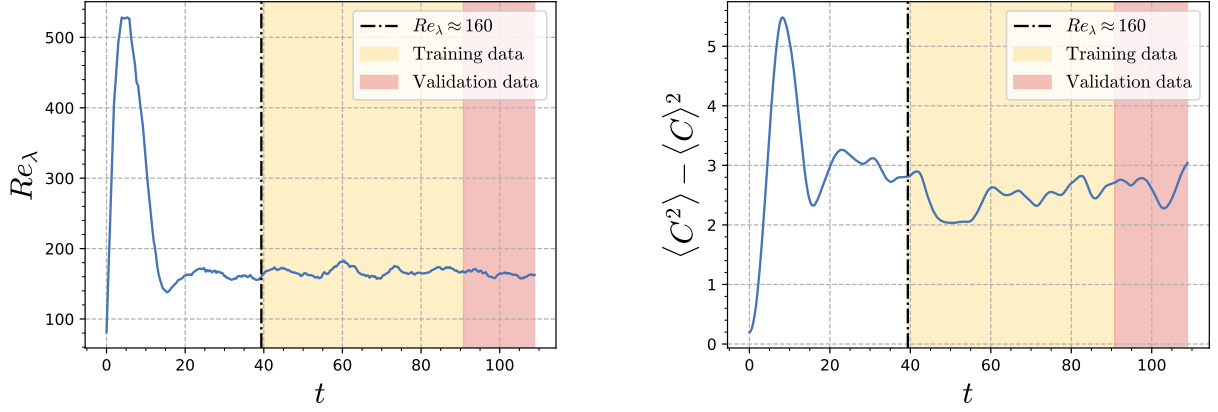 500
400
300
200
100
Re_λ
0
20
40
60
80
100
t
Re_λ ≈ 160
Training data
Validation data
5
4
3
2
1
0
⟨C²⟩ − ⟨C⟩²
0
20
40
60
80
100
t
Re_λ ≈ 160
Training data
Validation data